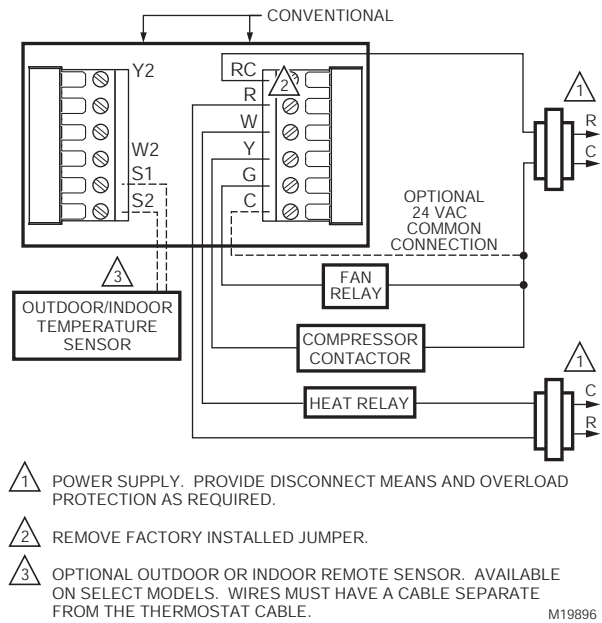 CONVENTIONAL
Y2
W2
S1
S2
RC
R
W
Y
G
C
2
1
R
C
OPTIONAL
24 VAC
COMMON
CONNECTION
3
OUTDOOR/INDOOR
TEMPERATURE
SENSOR
FAN
RELAY
COMPRESSOR
CONTACTOR
HEAT RELAY
1
C
R
1 POWER SUPPLY. PROVIDE DISCONNECT MEANS AND OVERLOAD
PROTECTION AS REQUIRED.
2 REMOVE FACTORY INSTALLED JUMPER.
3 OPTIONAL OUTDOOR OR INDOOR REMOTE SENSOR. AVAILABLE
ON SELECT MODELS. WIRES MUST HAVE A CABLE SEPARATE
FROM THE THERMOSTAT CABLE.
M19896